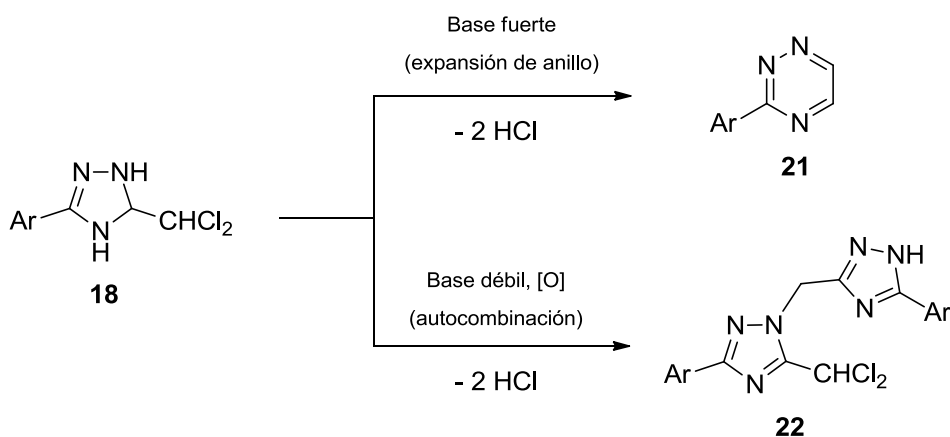 Base fuerte
(expansión de anillo)
- 2 HCl
N
N
N
Ar
21
N
NH
Ar
N
H
CHCl2
18
Base débil, [O]
(autocombinación)
- 2 HCl
N
NH
N
Ar
N
N
Ar
N
CHCl2
22